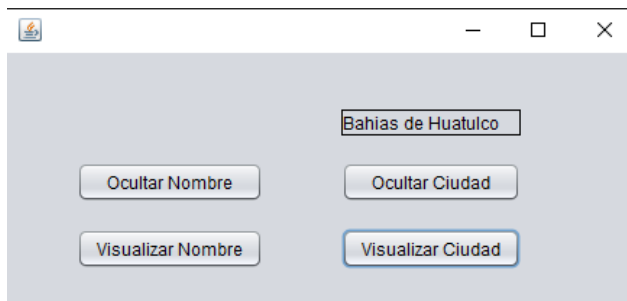 Bahias de Huatulco
Ocultar Nombre
Ocultar Ciudad
Visualizar Nombre
Visualizar Ciudad